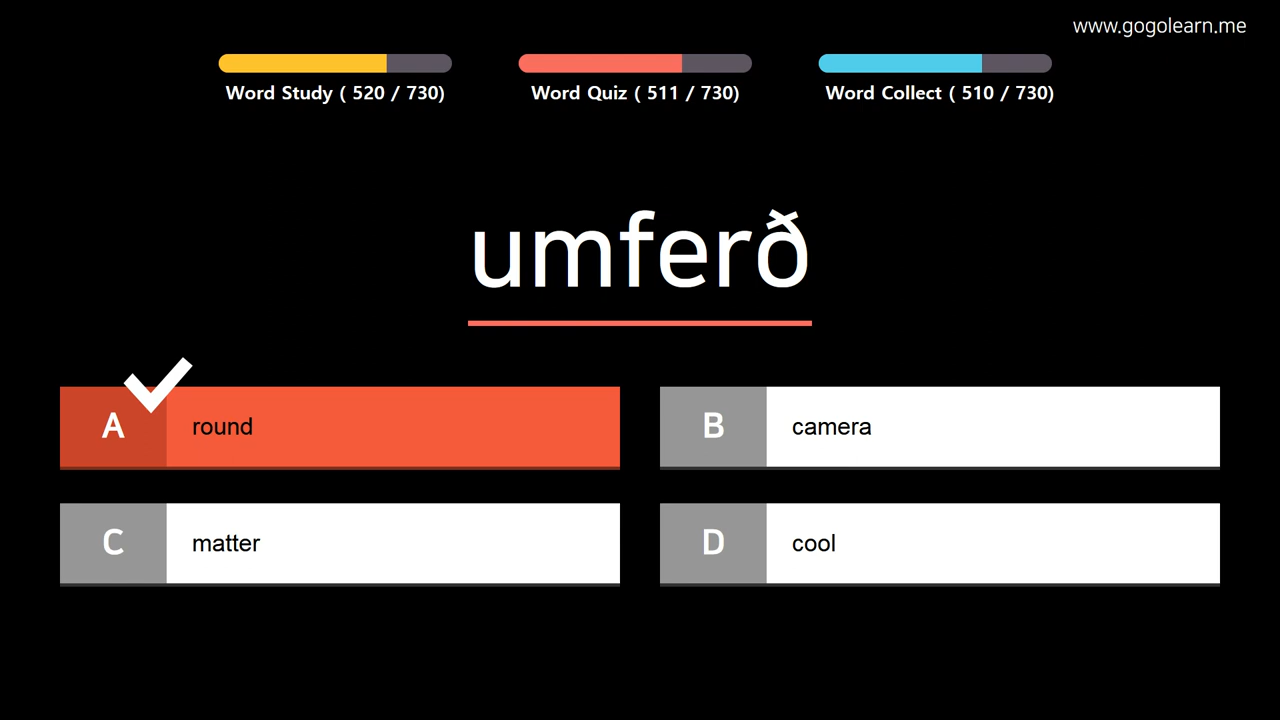 www.gogolearn.me
Word Study ( 520 / 730)
Word Quiz ( 511 / 730)
Word Collect ( 510 / 730)
umferð
A round
B camera
C matter
D cool